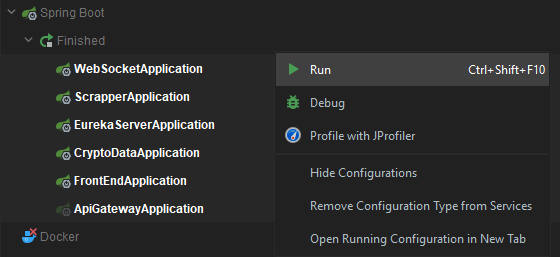 Spring Boot
Finished
WebSocketApplication
ScrapperApplication
EurekaServerApplication
CryptoDataApplication
FrontEndApplication
ApiGatewayApplication
Docker
Run Ctrl+Shift+F10
Debug
Profile with JProfiler
Hide Configurations
Remove Configuration Type from Services
Open Running Configuration in New Tab